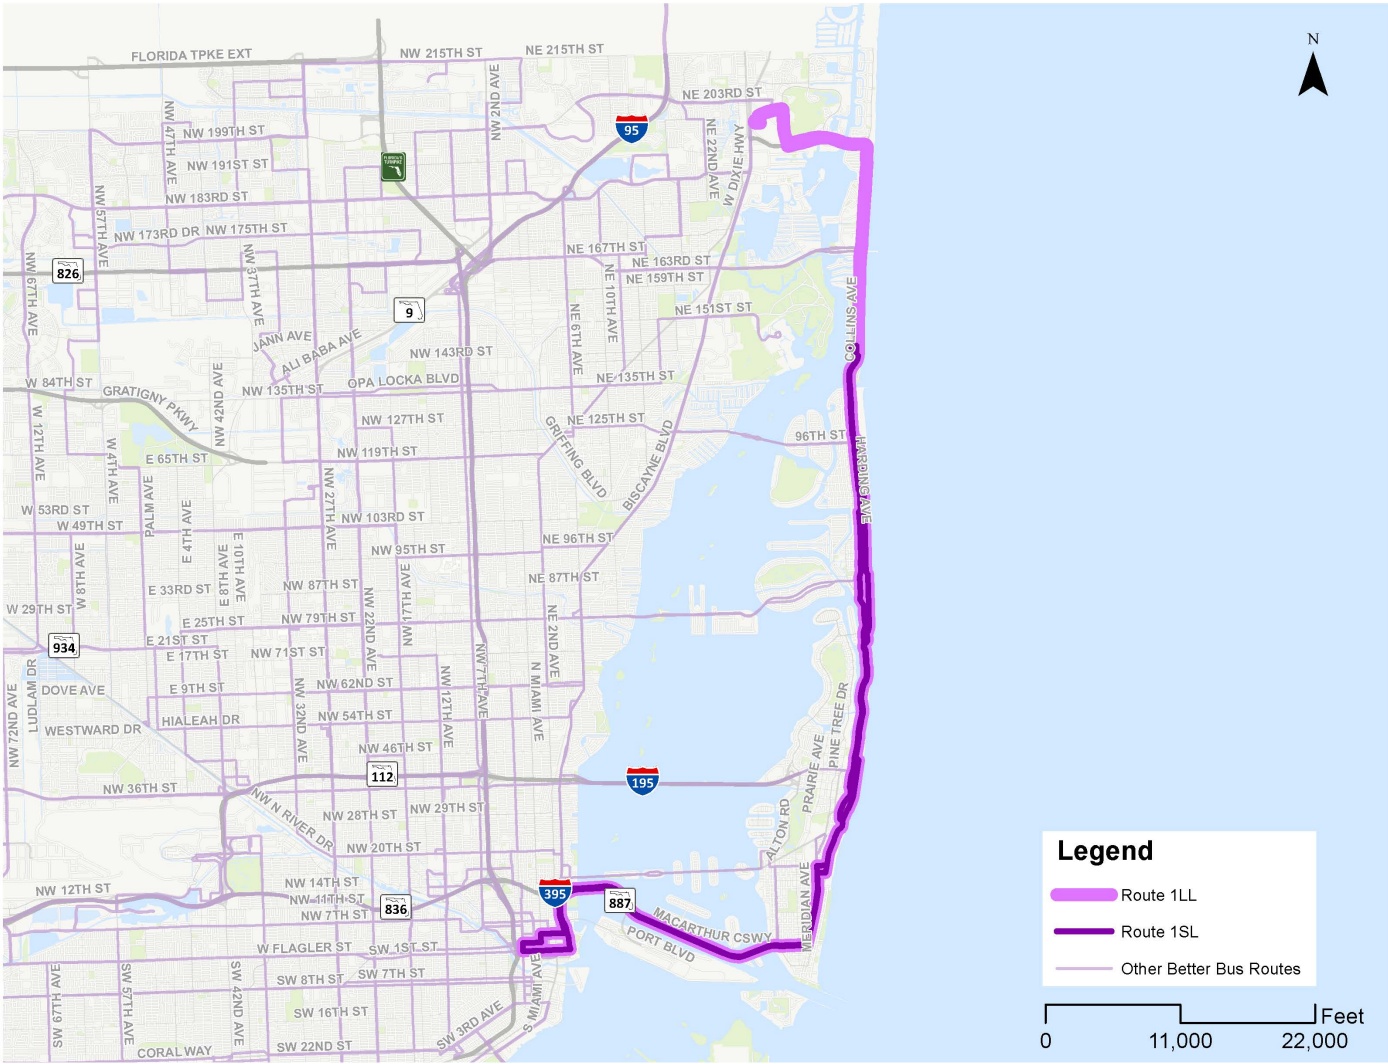 N
FLORIDA TPKE EXT
NW 215TH ST
NE 215TH ST
NW 2ND AVE
NE 203RD ST
NW 47TH AVE
NW 199TH ST
95
NE 22ND AVE
W DIXIE HWY
NW 191ST ST
FLORIDA'S TURNPIKE
NW 183RD ST
NW 57TH AVE
NW 173RD DR
NW 175TH ST
NW 67TH AVE
826
NW 37TH AVE
NE 167TH ST
NE 163RD ST
NE 159TH ST
NE 10TH AVE
9
NE 151ST ST
NE 6TH AVE
COLLINS AVE
JANN AVE
ALI BABA AVE
NW 143RD ST
W 84TH ST
GRATIGNY PKWY
NW 42ND AVE
NW 135TH ST
OPA LOCKA BLVD
NE 135TH ST
W 12TH AVE
NW 127TH ST
NE 125TH ST
GRIFFING BLVD
BISCAYNE BLVD
96TH ST
HARDING AVE
W 4TH AVE
E 65TH ST
NW 119TH ST
PALM AVE
NW 27TH AVE
W 53RD ST
W 49TH ST
E 4TH AVE
NW 103RD ST
E 10TH AVE
NE 96TH ST
NW 95TH ST
W 8TH AVE
E 8TH AVE
E 33RD ST
NW 87TH ST
NE 87TH ST
NW 22ND AVE
NW 17TH AVE
W 29TH ST
E 25TH ST
NW 79TH ST
NE 2ND AVE
934
E 21ST ST
E 17TH ST
NW 71ST ST
NW 72ND AVE
LUDLAM DR
DOVE AVE
E 9TH ST
NW 62ND ST
NW 32ND AVE
NW 12TH AVE
NW 7TH AVE
N MIAMI AVE
PINE TREE DR
WESTWARD DR
HIALEAH DR
NW 54TH ST
NW 46TH ST
PRAIRIE AVE
112
195
NW 36TH ST
NW N RIVER DR
NW 28TH ST
NW 29TH ST
ALTON RD
NW 20TH ST
Legend
NW 12TH ST
NW 14TH ST
NW 11TH ST
NW 7TH ST
836
395
887
MERIDIAN AVE
Route 1LL
MACARTHUR CSWY
PORT BLVD
Route 1SL
W FLAGLER ST
SW 1ST ST
Other Better Bus Routes
SW 67TH AVE
SW 57TH AVE
SW 42ND AVE
SW 8TH ST
SW 7TH ST
S MIAMI AVE
SW 16TH ST
SW 3RD AVE
Feet
CORAL WAY
SW 22ND ST
0
11,000
22,000